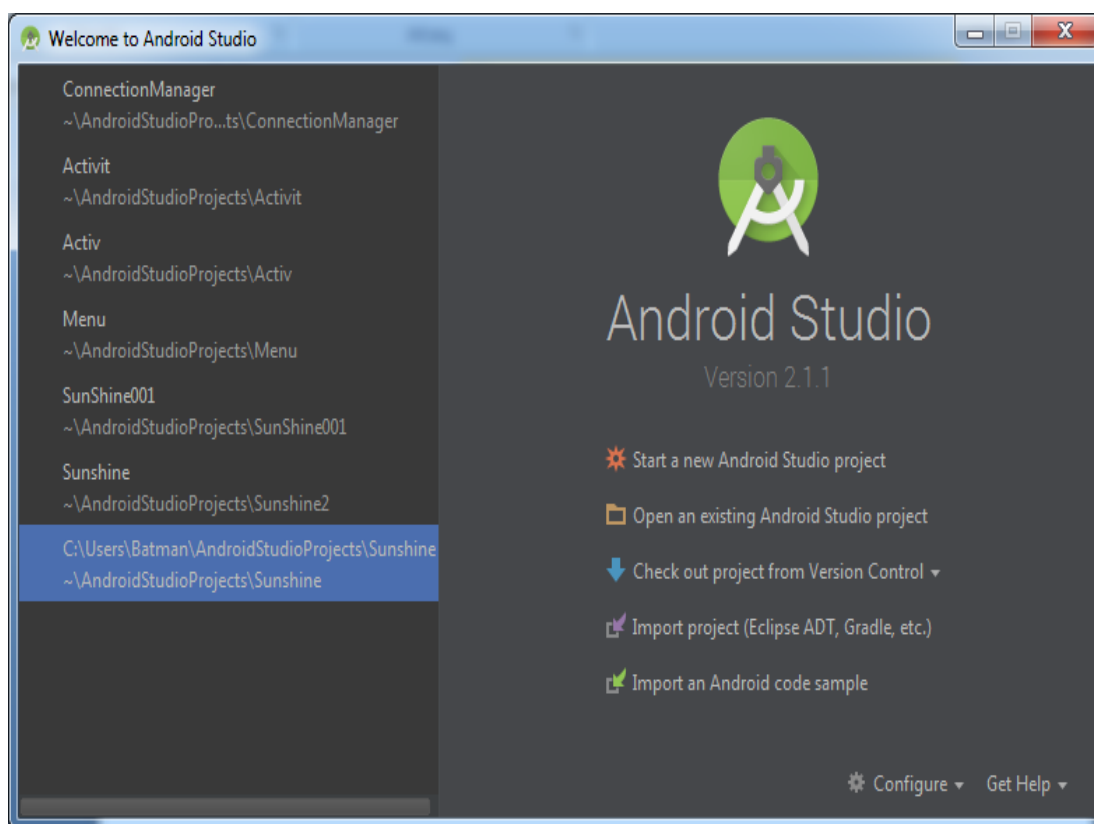 Welcome to Android Studio
ConnectionManager
~\AndroidStudioPro...ts\ConnectionManager
Activit
~\AndroidStudioProjects\Activit
Activ
~\AndroidStudioProjects\Activ
Menu
~\AndroidStudioProjects\Menu
SunShine001
~\AndroidStudioProjects\SunShine001
Sunshine
~\AndroidStudioProjects\Sunshine2
C:\Users\Batman\AndroidStudioProjects\Sunshine
~\AndroidStudioProjects\Sunshine
Android Studio
Version 2.1.1
Start a new Android Studio project
Open an existing Android Studio project
Check out project from Version Control
Import project (Eclipse ADT, Gradle, etc.)
Import an Android code sample
Configure
Get Help